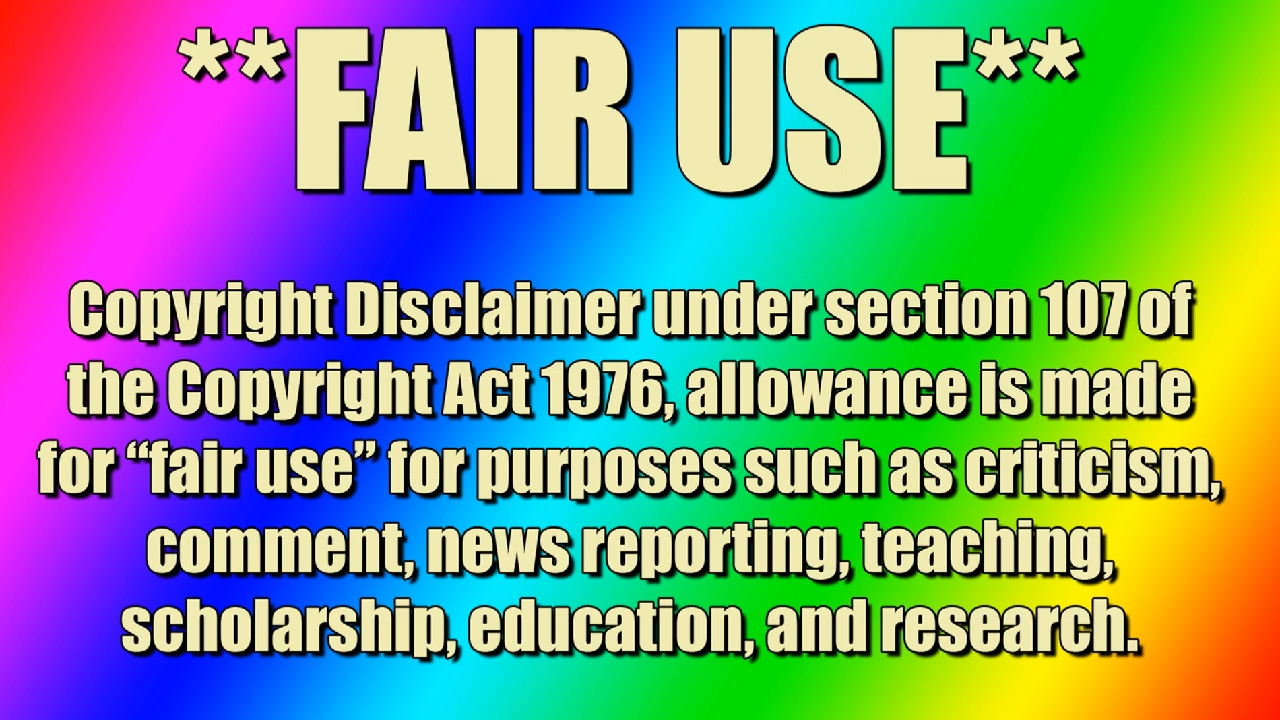 **FAIR USE**
Copyright Disclaimer under section 107 of
the Copyright Act 1976, allowance is made
for “fair use” for purposes such as criticism,
comment, news reporting, teaching,
scholarship, education, and research.